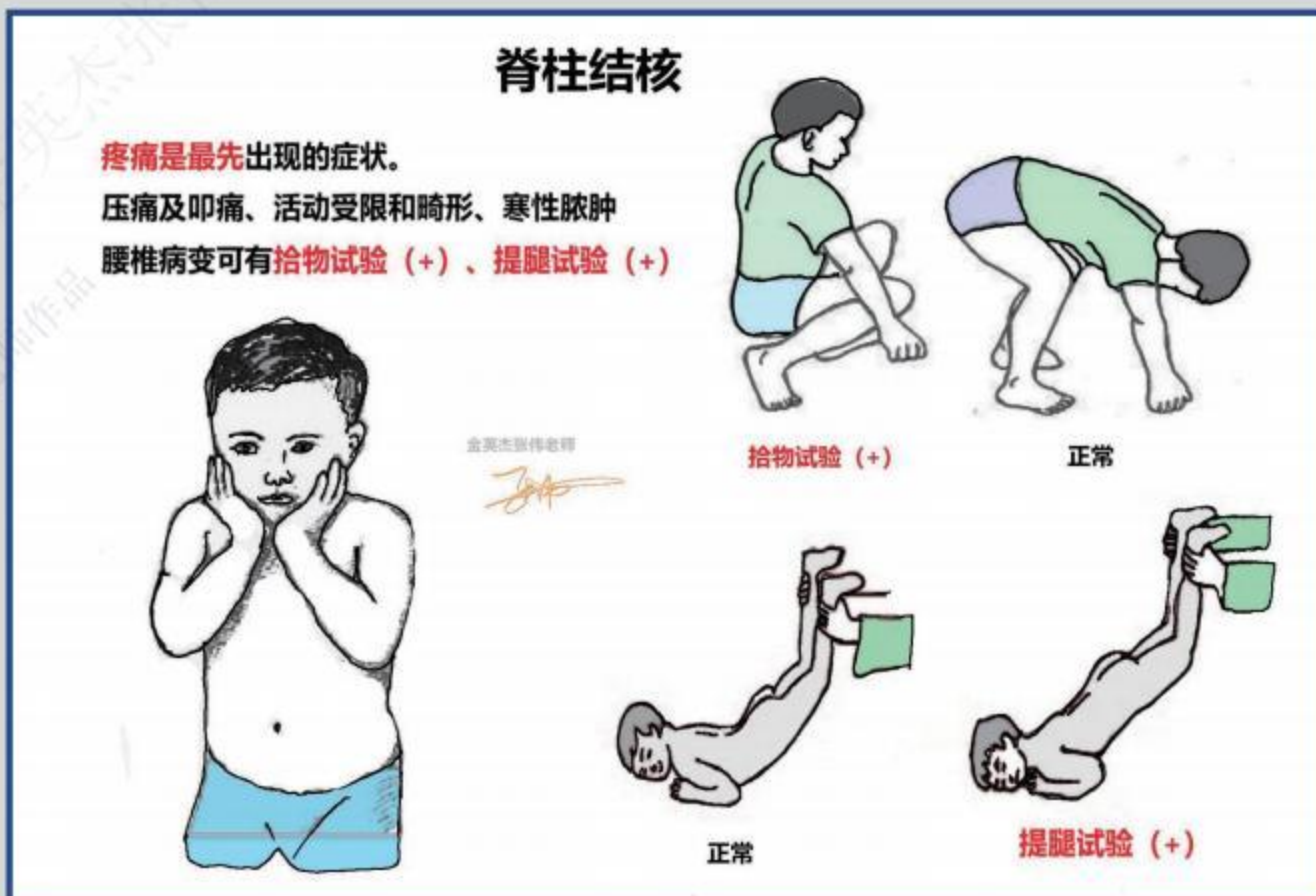 脊柱结核
疼痛是最先出现的症状。
压痛及叩痛、活动受限和畸形、寒性脓肿
腰椎病变可有拾物试验（+）、提腿试验（+）
金英杰张伟老师
拾物试验（+）
正常
正常
提腿试验（+）